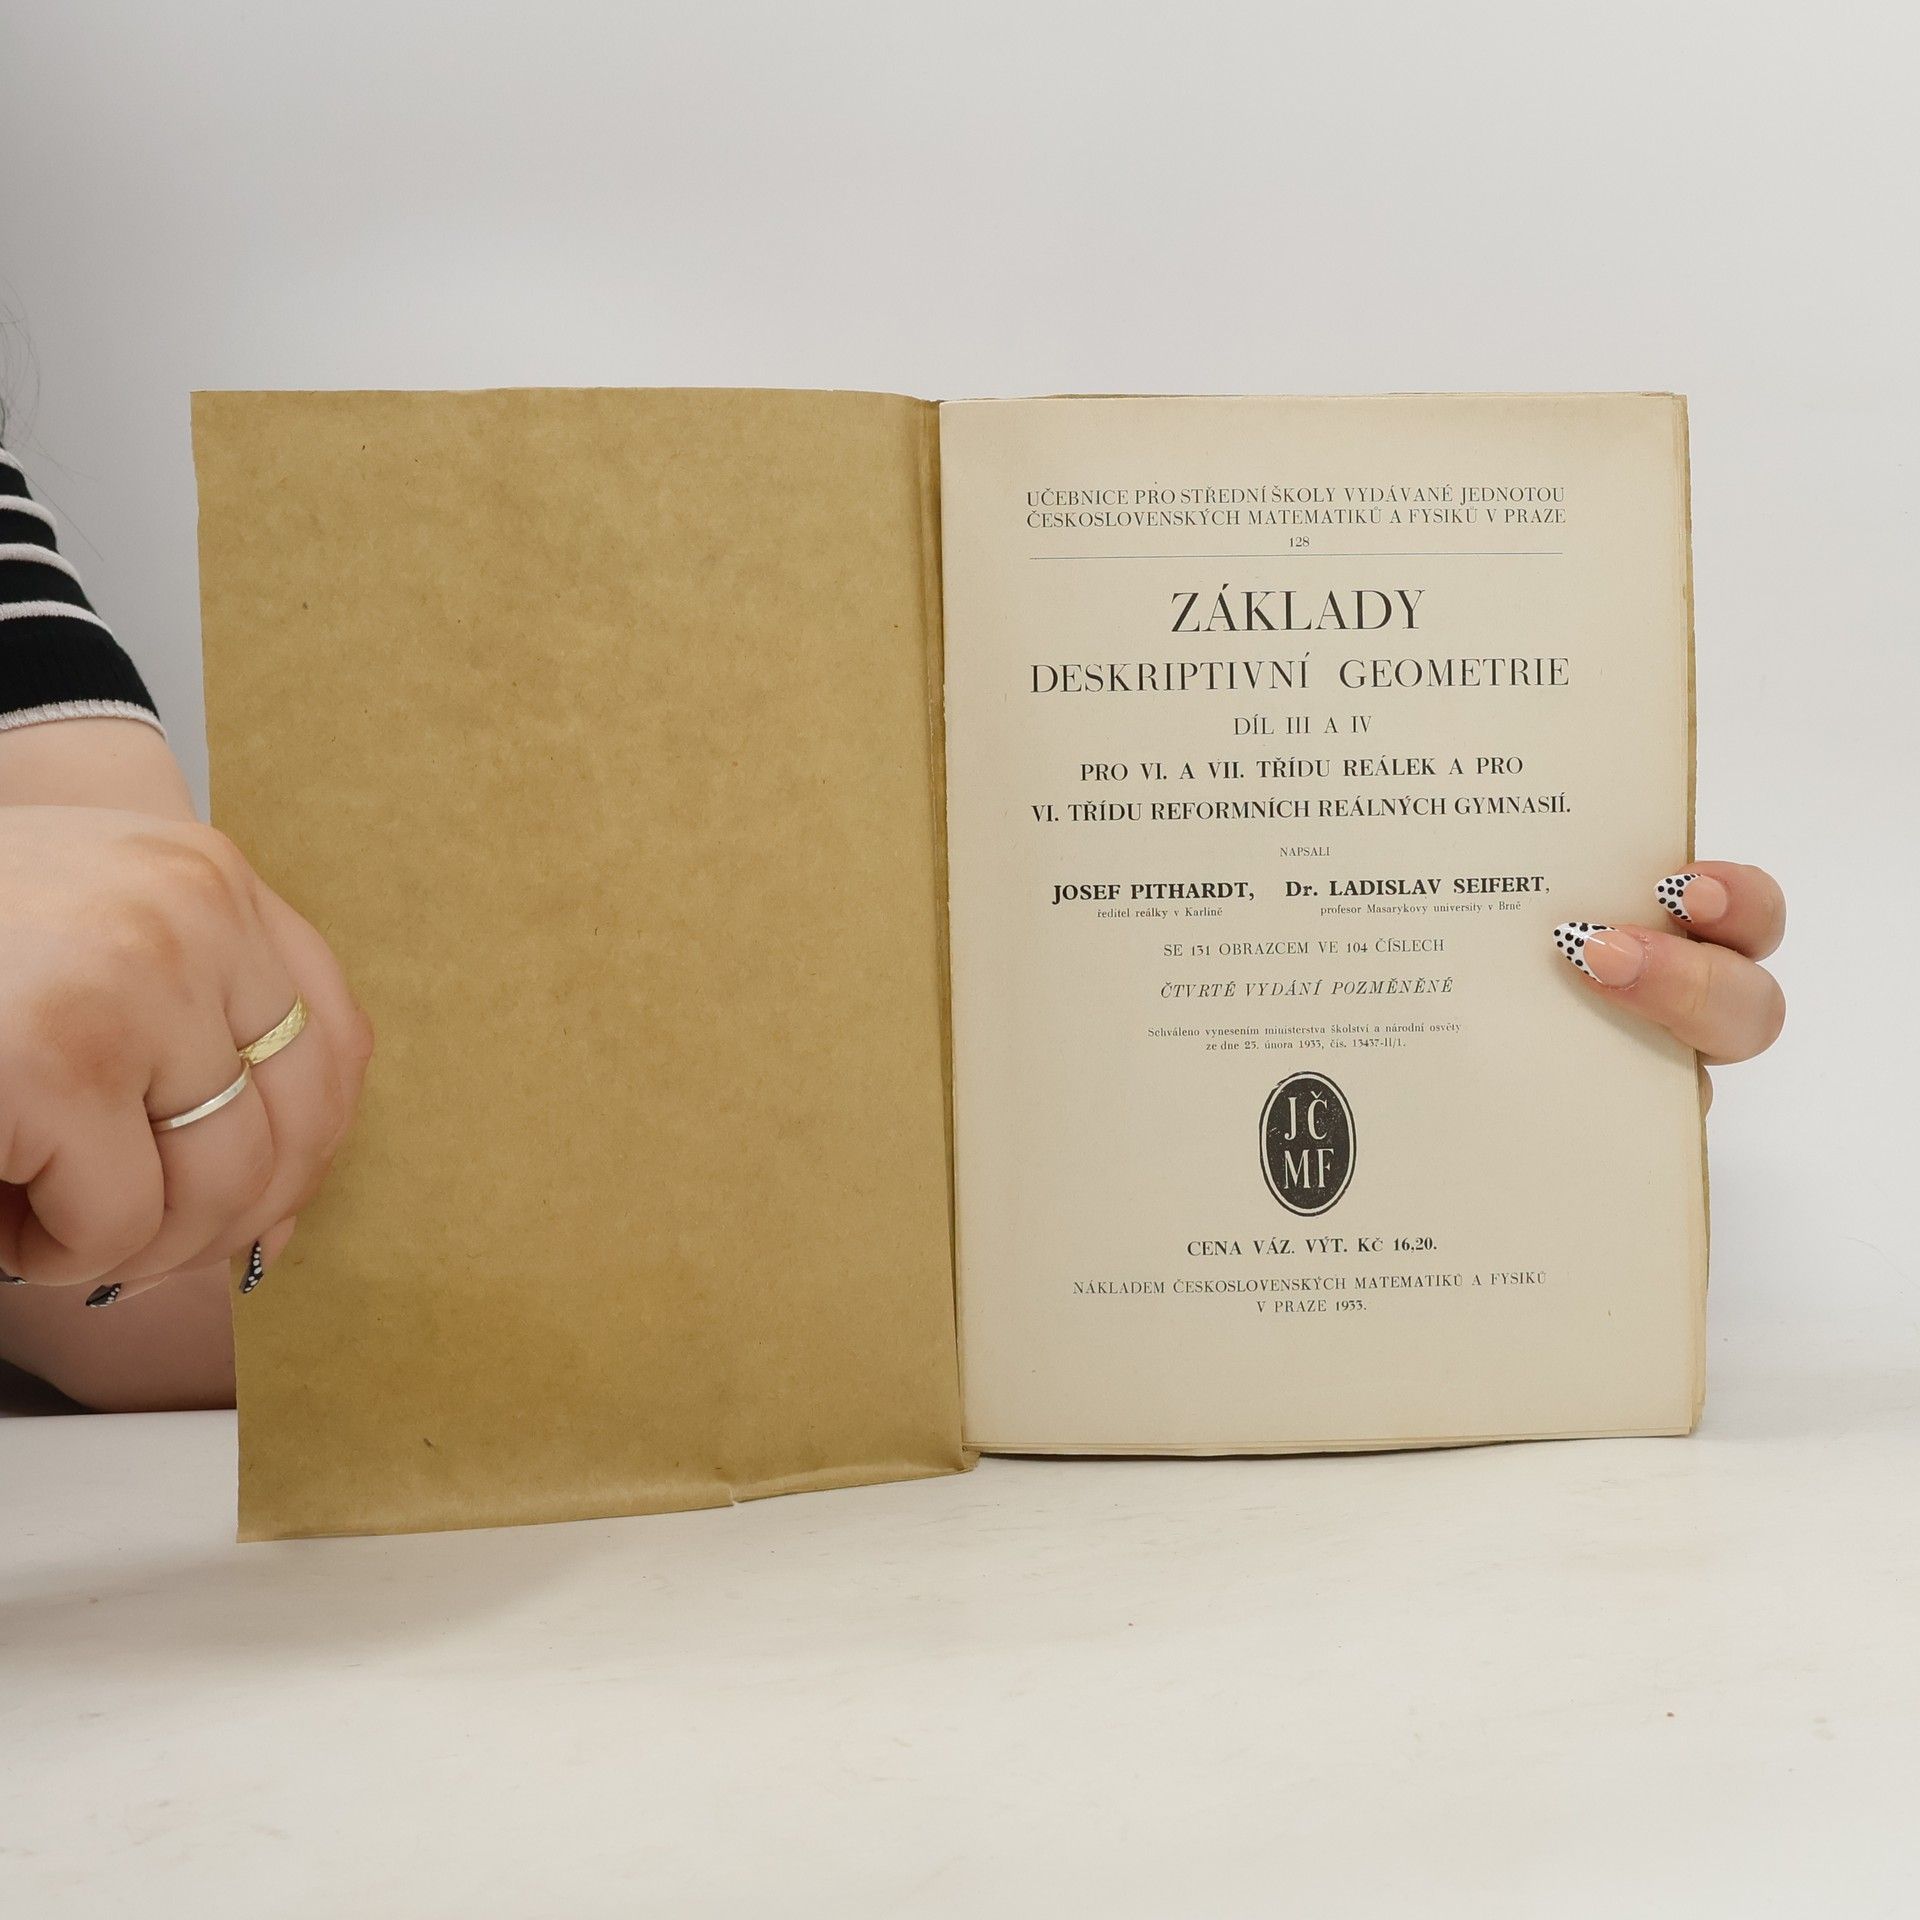 UČEBNICE PRO STŘEDNÍ ŠKOLY VYDÁVANÉ JEDNOTOU
ČESKOSLOVENSKÝCH MATEMATIKŮ A FYSIKŮ V PRAZE
128
ZÁKLADY
DESKRIPTIVNÍ GEOMETRIE
DÍL III A IV
PRO VI. A VII. TŘÍDU REÁLEK A PRO
VI. TŘÍDU REFORMNÍCH REÁLNÝCH GYMNASIÍ.
NAPSALI
JOSEF PITHARDT, Dr. LADISLAV SEIFERT,
ředitel reálky v Karlíně profesor Masarykovy university v Brně
SE 131 OBRAZCEM VE 104 ČÍSLECH
ČTVRTÉ VYDÁNÍ POZMĚNĚNÉ
Schváleno vynesením ministerstva školství a národní osvěty
ze dne 25. února 1933, čís. 13437-II/1.
JČ
MF
CENA VÁZ. VÝT. KČ 16,20.
NÁKLADEM ČESKOSLOVENSKÝCH MATEMATIKŮ A FYSIKŮ
V PRAZE 1933.